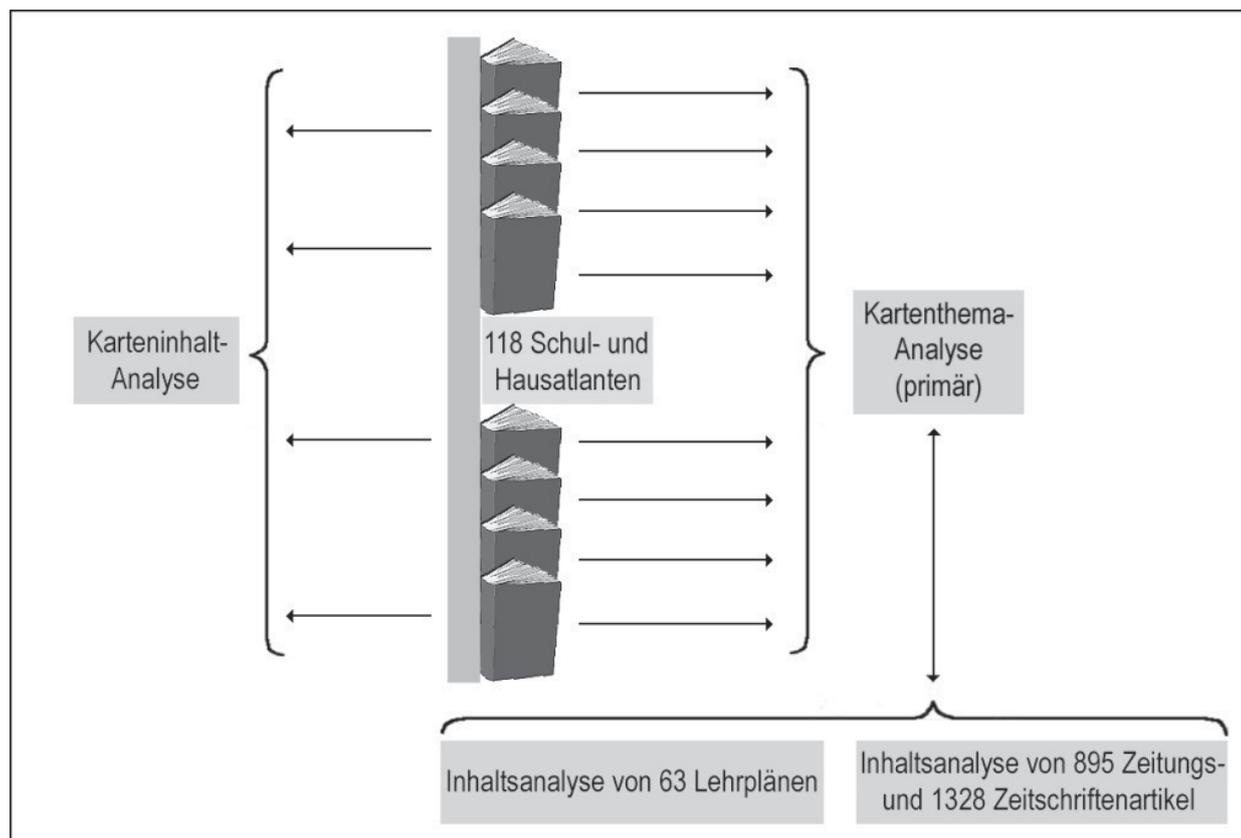 Karteninhalt-
Analyse
118 Schul- und
Hausatlanten
Kartenthema-
Analyse
(primär)
Inhaltsanalyse von 63 Lehrplänen
Inhaltsanalyse von 895 Zeitungs-
und 1328 Zeitschriftenartikel